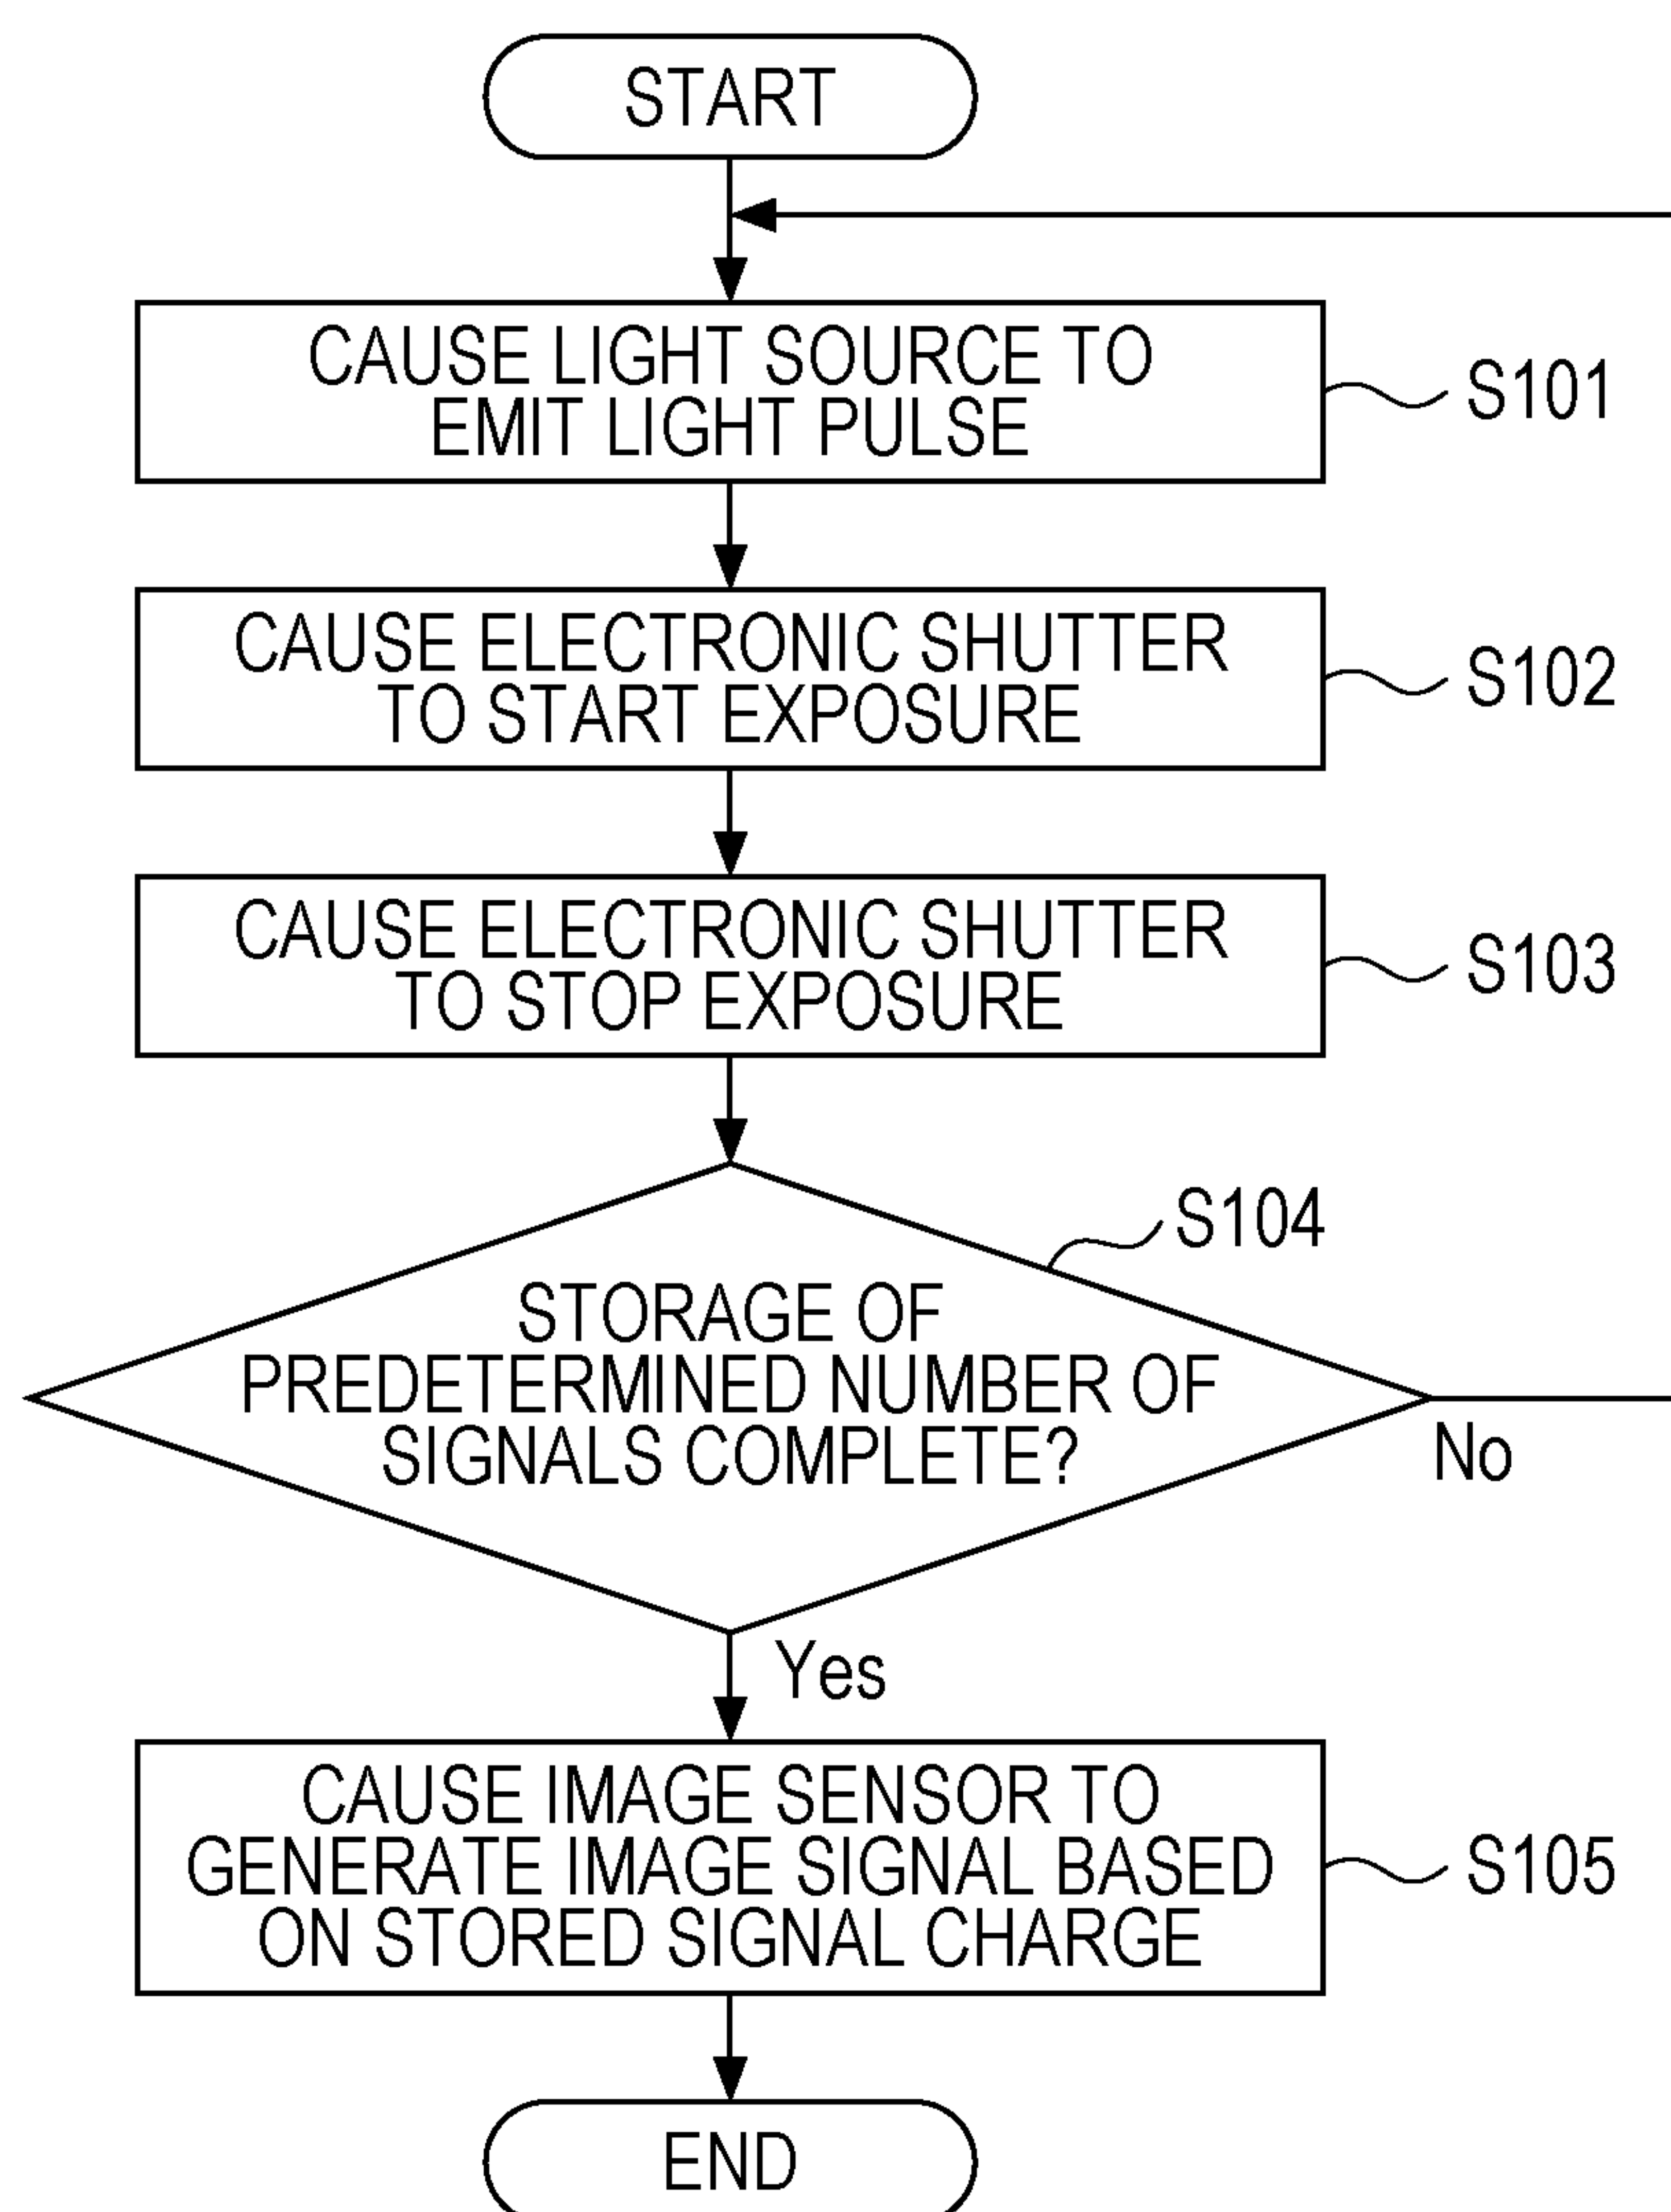 START
CAUSE LIGHT SOURCE TO
EMIT LIGHT PULSE
S101
CAUSE ELECTRONIC SHUTTER
TO START EXPOSURE
S102
CAUSE ELECTRONIC SHUTTER
TO STOP EXPOSURE
S103
S104
STORAGE OF
PREDETERMINED NUMBER OF
SIGNALS COMPLETE?
No
Yes
CAUSE IMAGE SENSOR TO
GENERATE IMAGE SIGNAL BASED
ON STORED SIGNAL CHARGE
S105
END